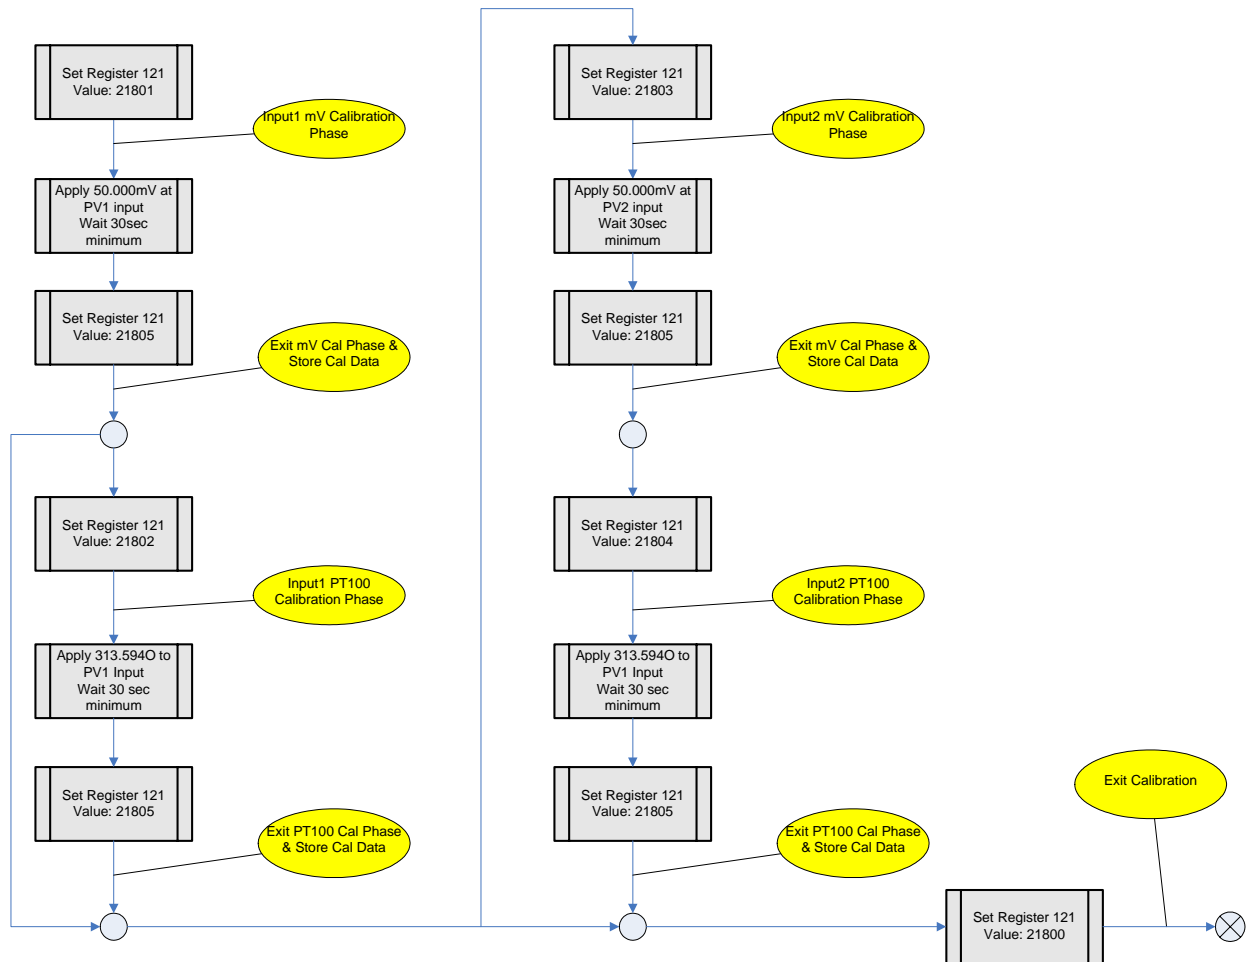 Set Register 121
Value: 21801
Input1 mV Calibration
Phase
Apply 50.000mV at
PV1 input
Wait 30sec
minimum
Set Register 121
Value: 21805
Exit mV Cal Phase &
Store Cal Data
Set Register 121
Value: 21802
Input1 PT100
Calibration Phase
Apply 313.594O to
PV1 Input
Wait 30 sec
minimum
Set Register 121
Value: 21805
Exit PT100 Cal Phase
& Store Cal Data
Set Register 121
Value: 21803
Input2 mV Calibration
Phase
Apply 50.000mV at
PV2 input
Wait 30sec
minimum
Set Register 121
Value: 21805
Exit mV Cal Phase &
Store Cal Data
Set Register 121
Value: 21804
Input2 PT100
Calibration Phase
Apply 313.594O to
PV1 Input
Wait 30 sec
minimum
Set Register 121
Value: 21805
Exit PT100 Cal Phase
& Store Cal Data
Set Register 121
Value: 21800
Exit Calibration